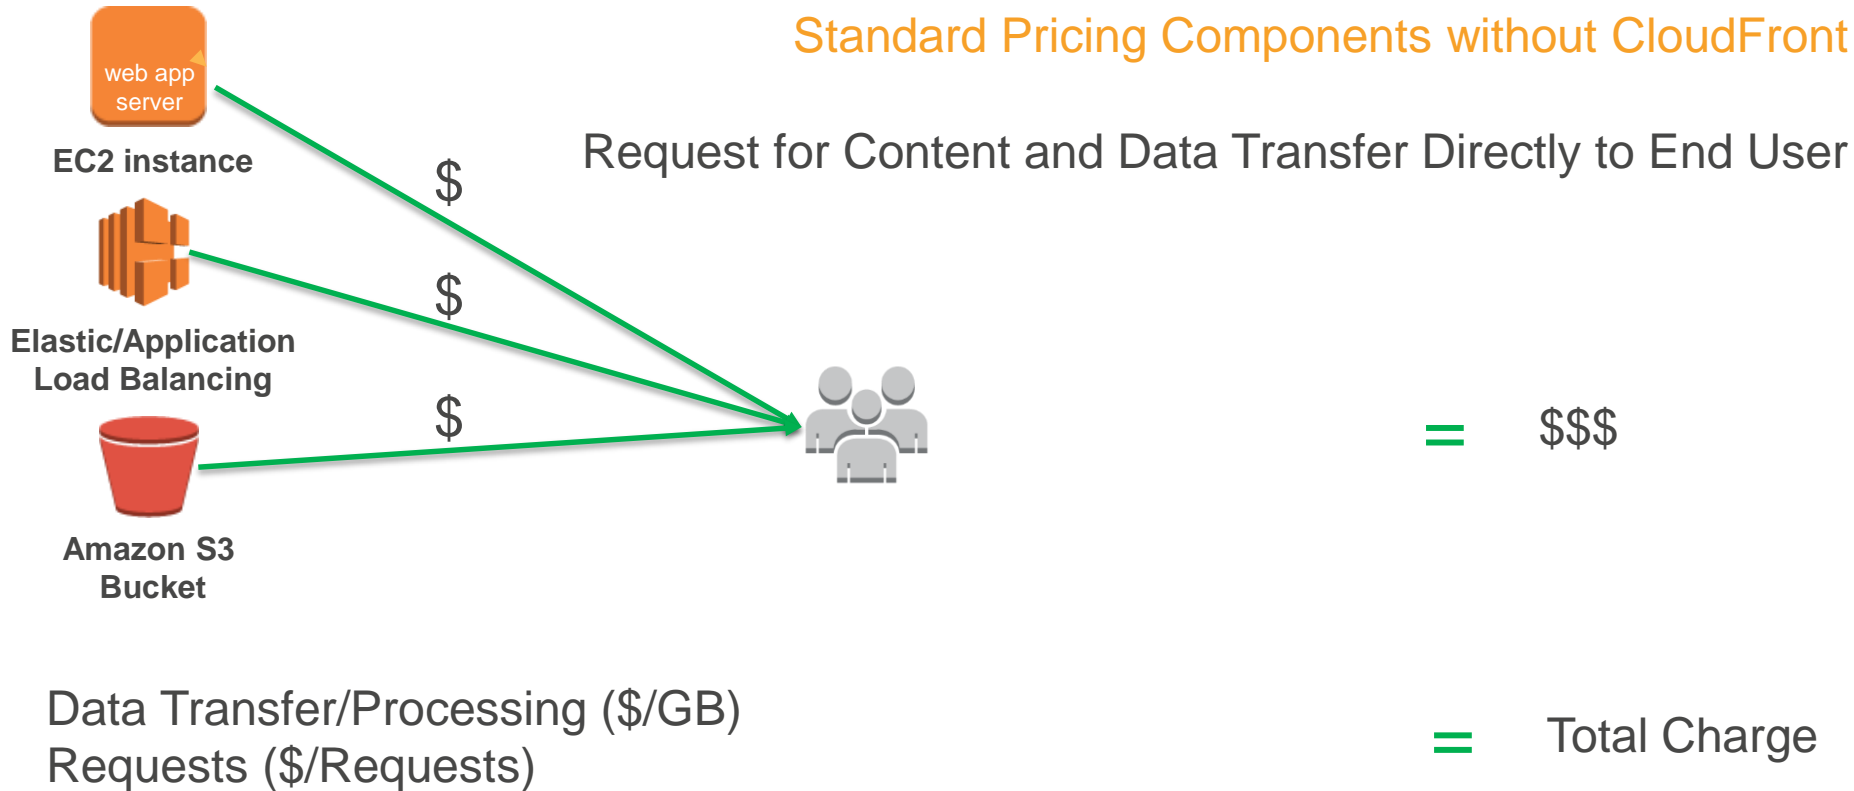 Standard Pricing Components without CloudFront
Request for Content and Data Transfer Directly to End User
web app
server
EC2 instance
$
Elastic/Application
Load Balancing
$
Amazon S3
Bucket
$
= $$$
Data Transfer/Processing ($/GB)
Requests ($/Requests)
= Total Charge